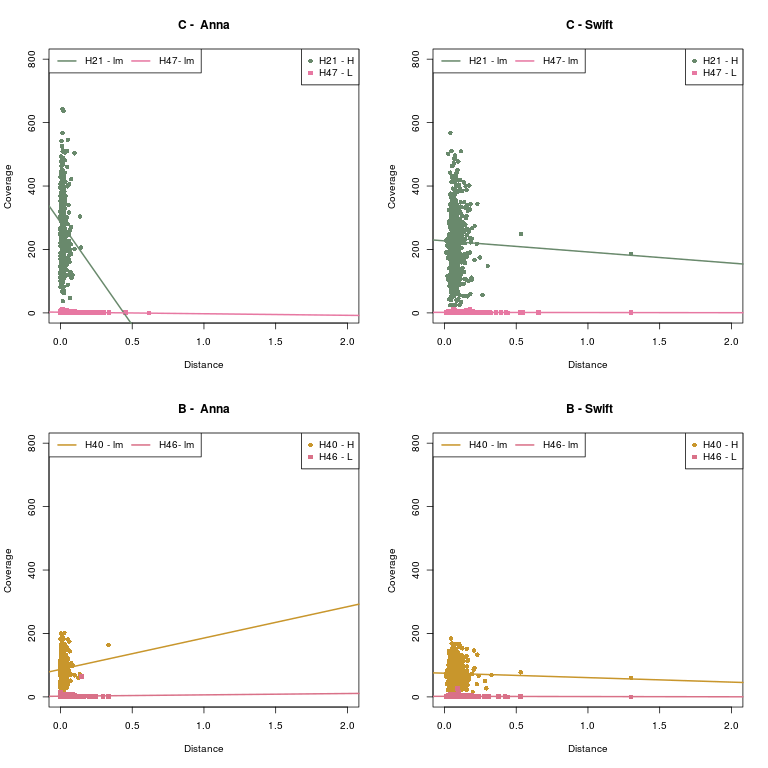 C -  Anna
H21 - lm H47- lm
H21 - H
H47 - L
Coverage
0 200 400 600 800
0.0 0.5 1.0 1.5 2.0
Distance
C - Swift
H21 - lm H47- lm
H21 - H
H47 - L
Coverage
0 200 400 600 800
0.0 0.5 1.0 1.5 2.0
Distance
B -  Anna
H40 - lm H46- lm
H40 - H
H46 - L
Coverage
0 200 400 600 800
0.0 0.5 1.0 1.5 2.0
Distance
B - Swift
H40 - lm H46- lm
H40 - H
H46 - L
Coverage
0 200 400 600 800
0.0 0.5 1.0 1.5 2.0
Distance